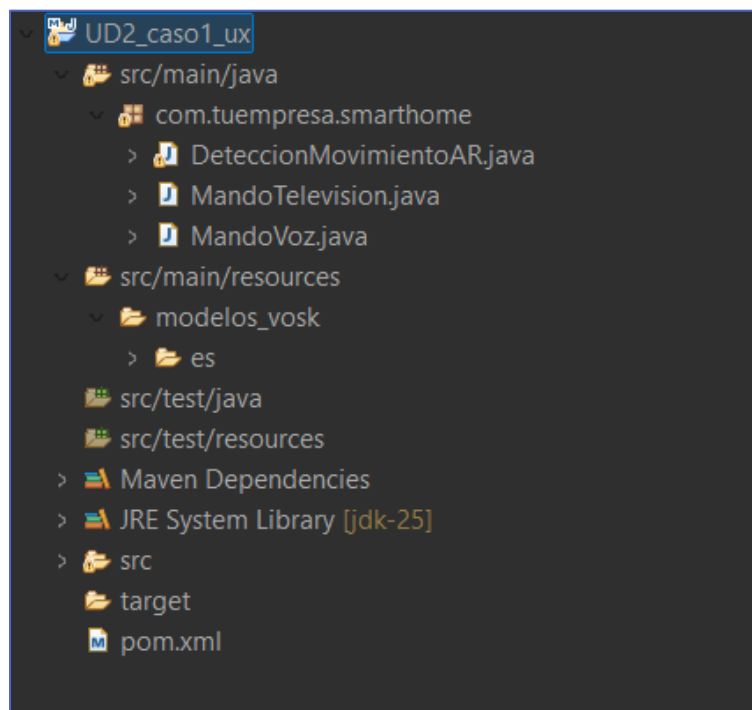 UD2_caso1_ux
src/main/java
com.tuempresa.smarthome
DeteccionMovimientoAR.java
MandoTelevision.java
MandoVoz.java
src/main/resources
modelos_vosk
es
src/test/java
src/test/resources
Maven Dependencies
JRE System Library [jdk-25]
src
target
pom.xml